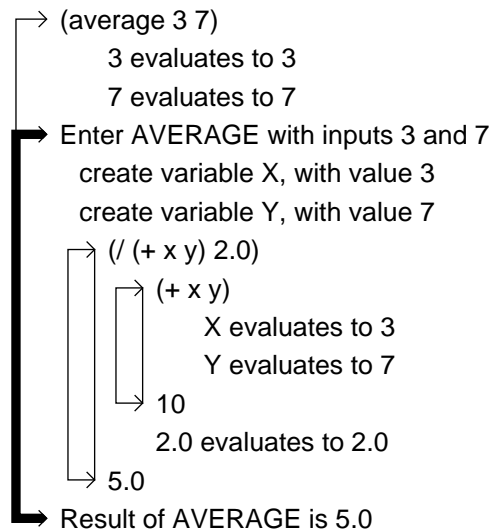 (average 3 7)
3 evaluates to 3
7 evaluates to 7
Enter AVERAGE with inputs 3 and 7
create variable X, with value 3
create variable Y, with value 7
(/ (+ x y) 2.0)
(+ x y)
X evaluates to 3
Y evaluates to 7
10
2.0 evaluates to 2.0
5.0
Result of AVERAGE is 5.0